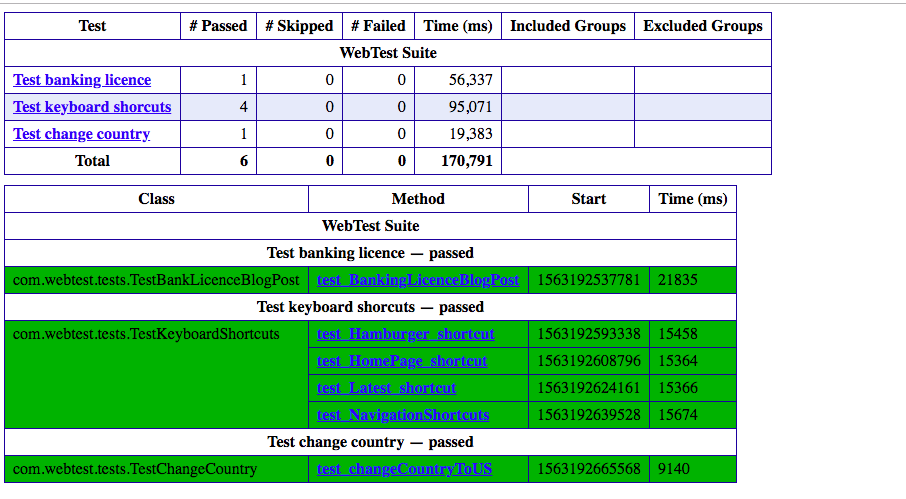 Test # Passed # Skipped # Failed Time (ms) Included Groups Excluded Groups
WebTest Suite
Test banking licence 1 0 0 56,337
Test keyboard shorcuts 4 0 0 95,071
Test change country 1 0 0 19,383
Total 6 0 0 170,791
Class Method Start Time (ms)
WebTest Suite
Test banking licence — passed
com.webtest.tests.TestBankLicenceBlogPost test_BankingLicenceBlogPost 1563192537781 21835
Test keyboard shorcuts — passed
com.webtest.tests.TestKeyboardShortcuts test_Hamburger_shortcut 1563192593338 15458
test_HomePage_shortcut 1563192608796 15364
test_Latest_shortcut 1563192624161 15366
test_NavigationShortcuts 1563192639528 15674
Test change country — passed
com.webtest.tests.TestChangeCountry test_changeCountryToUS 1563192665568 9140